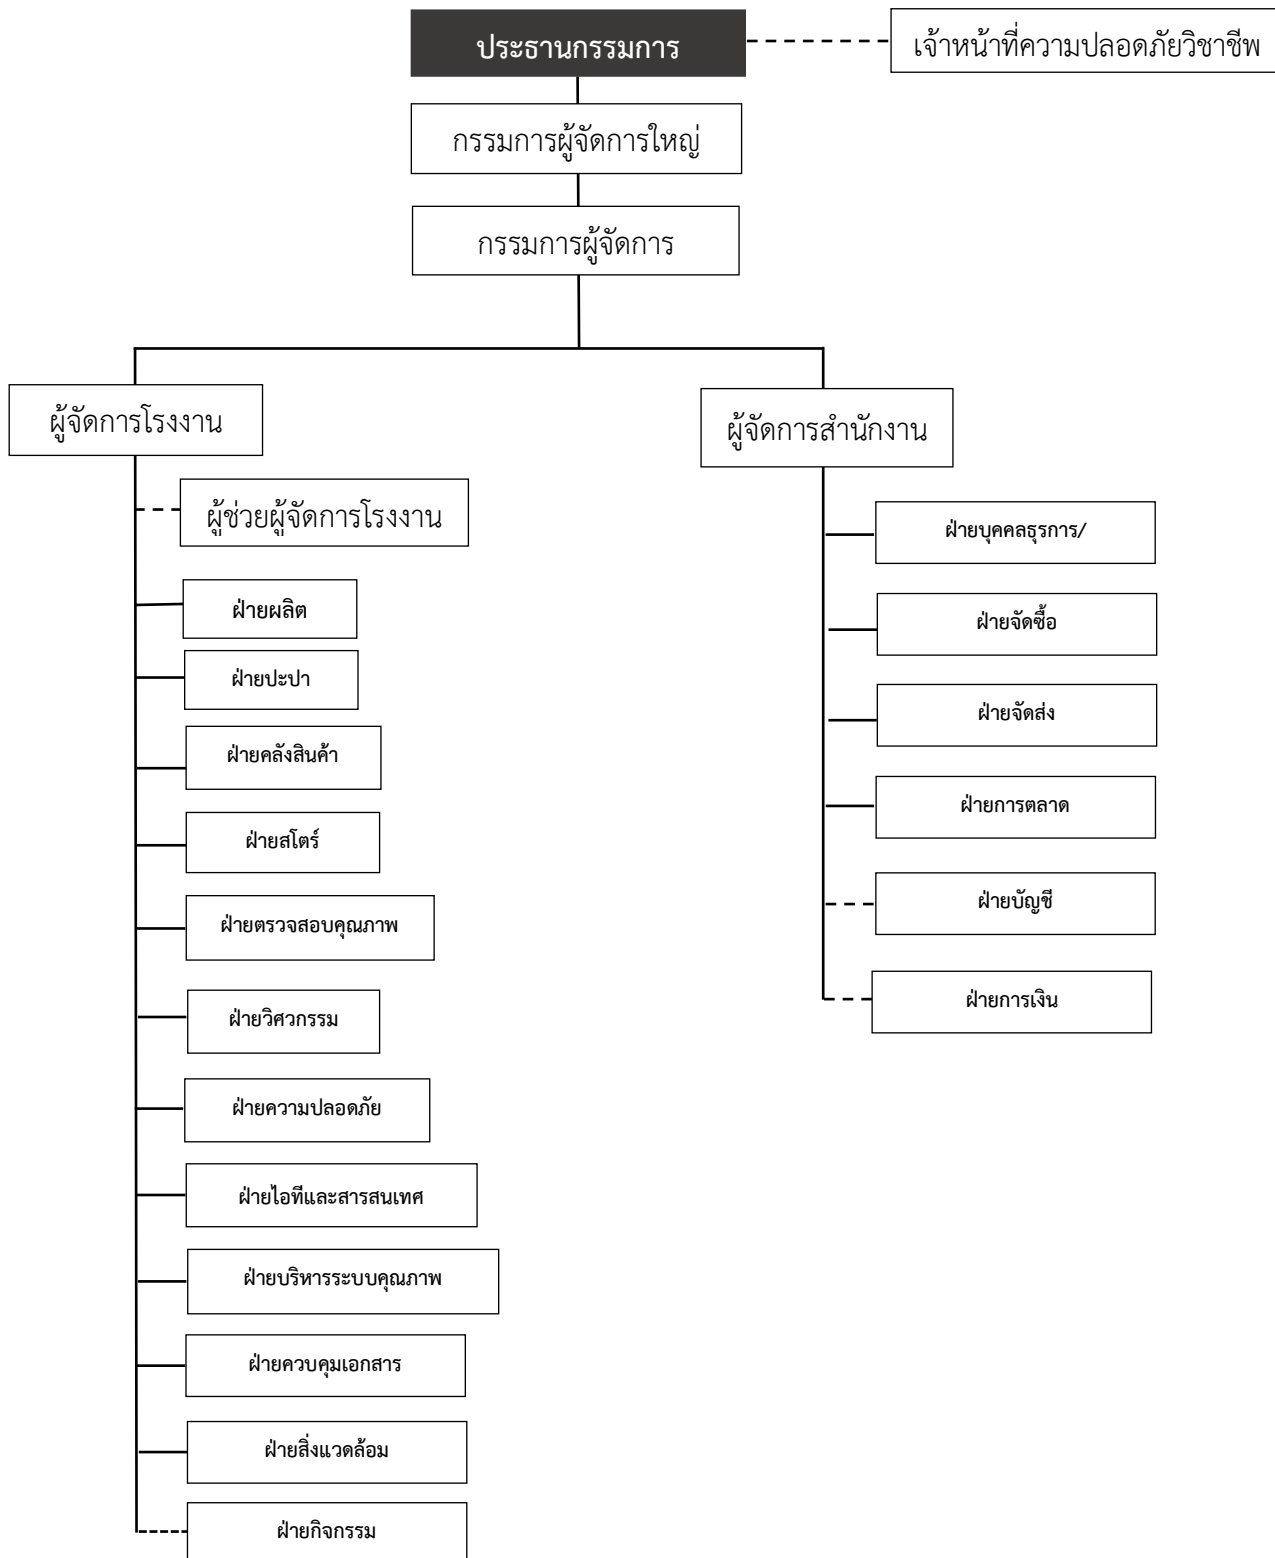 ประธานกรรมการ
เจ้าหน้าที่ความปลอดภัยวิชาชีพ
กรรมการผู้จัดการใหญ่
กรรมการผู้จัดการ
ผู้จัดการโรงงาน
ผู้ช่วยผู้จัดการโรงงาน
ฝ่ายผลิต
ฝ่ายปะปา
ฝ่ายคลังสินค้า
ฝ่ายสโตร์
ฝ่ายตรวจสอบคุณภาพ
ฝ่ายวิศวกรรม
ฝ่ายความปลอดภัย
ฝ่ายไอทีและสารสนเทศ
ฝ่ายบริหารระบบคุณภาพ
ฝ่ายควบคุมเอกสาร
ฝ่ายสิ่งแวดล้อม
ฝ่ายกิจกรรม
ผู้จัดการสำนักงาน
ฝ่ายบุคคลธุรการ/
ฝ่ายจัดซื้อ
ฝ่ายจัดส่ง
ฝ่ายการตลาด
ฝ่ายบัญชี
ฝ่ายการเงิน